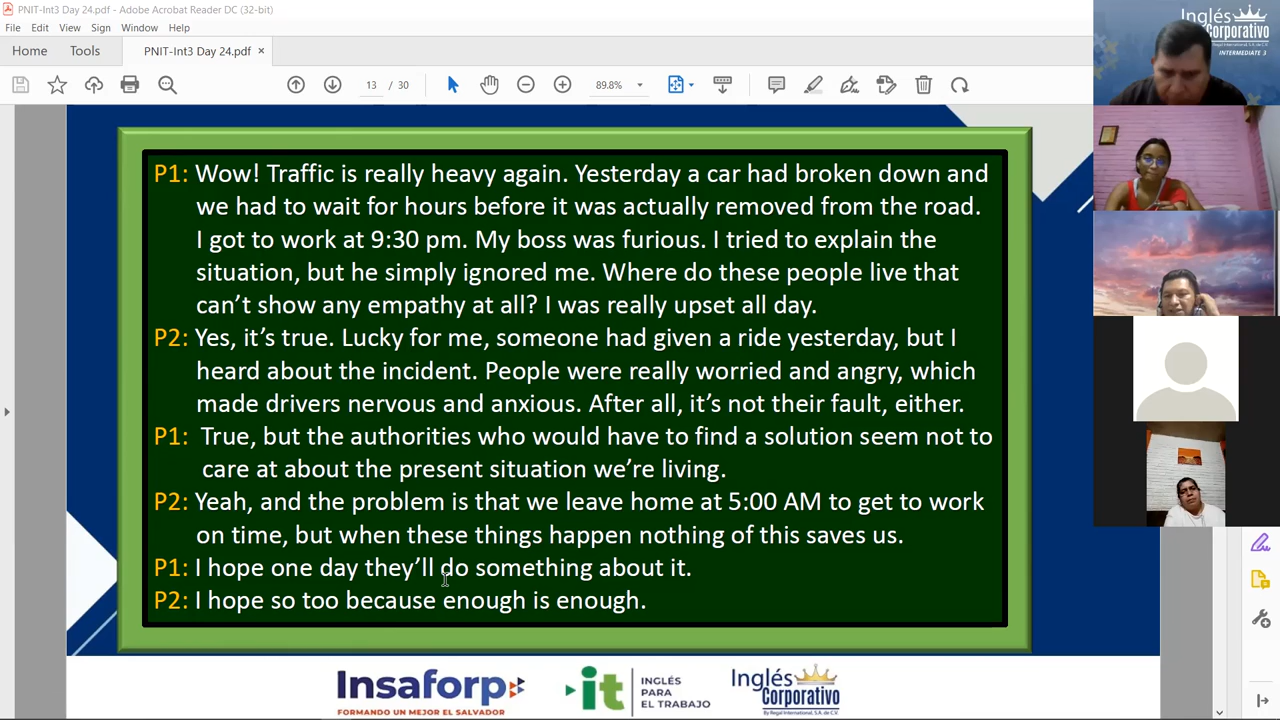 PNIT-Int3 Day 24.pdf - Adobe Acrobat Reader DC (32-bit)
File Edit View Sign Window Help
Home Tools PNIT-Int3 Day 24.pdf ×
13 / 30 89.8%
P1: Wow! Traffic is really heavy again. Yesterday a car had broken down and
we had to wait for hours before it was actually removed from the road.
I got to work at 9:30 pm. My boss was furious. I tried to explain the
situation, but he simply ignored me. Where do these people live that
can't show any empathy at all? I was really upset all day.
P2: Yes, it's true. Lucky for me, someone had given a ride yesterday, but I
heard about the incident. People were really worried and angry, which
made drivers nervous and anxious. After all, it's not their fault, either.
P1: True, but the authorities who would have to find a solution seem not to
care at about the present situation we're living.
P2: Yeah, and the problem is that we leave home at 5:00 AM to get to work
on time, but when these things happen nothing of this saves us.
P1: I hope one day they'll do something about it.
P2: I hope so too because enough is enough.
Insaforp
FORMANDO UN MEJOR EL SALVADOR
it
INGLÉS
PARA
EL TRABAJO
Inglés
Corporativo
By Regal International, S.A. de C.V.
Inglés
Corporativo
By Regal International, S.A. de C.V.
INTERMEDIATE 3